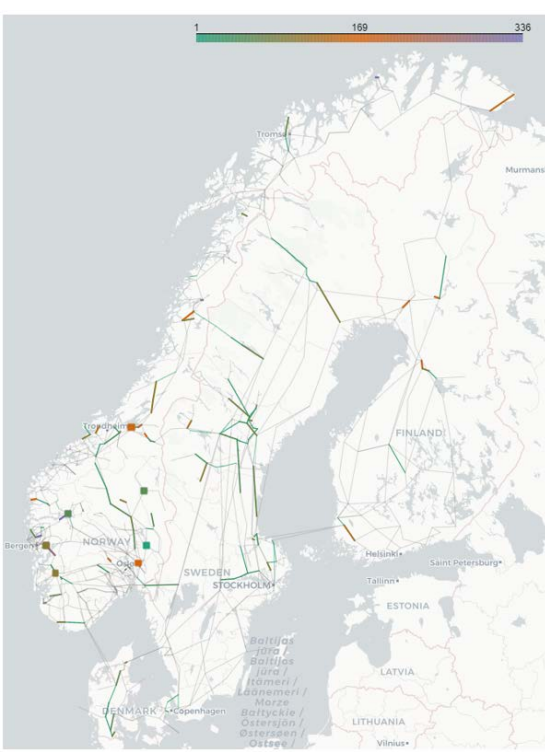 1 169 336
Tromsø
Murmans
Trondheim
FINLAND
Bergen
NORWAY
Oslo
SWEDEN
STOCKHOLM
Helsinki
Saint Petersburg
Tallinn
ESTONIA
Baltijas
jūra /
Baltijos
jūra /
Itämeri /
Läänemeri /
Morze
Bałtyckie /
Östersjön /
Østersøen /
Ostsee /
LATVIA
DENMARK
Copenhagen
LITHUANIA
Vilnius